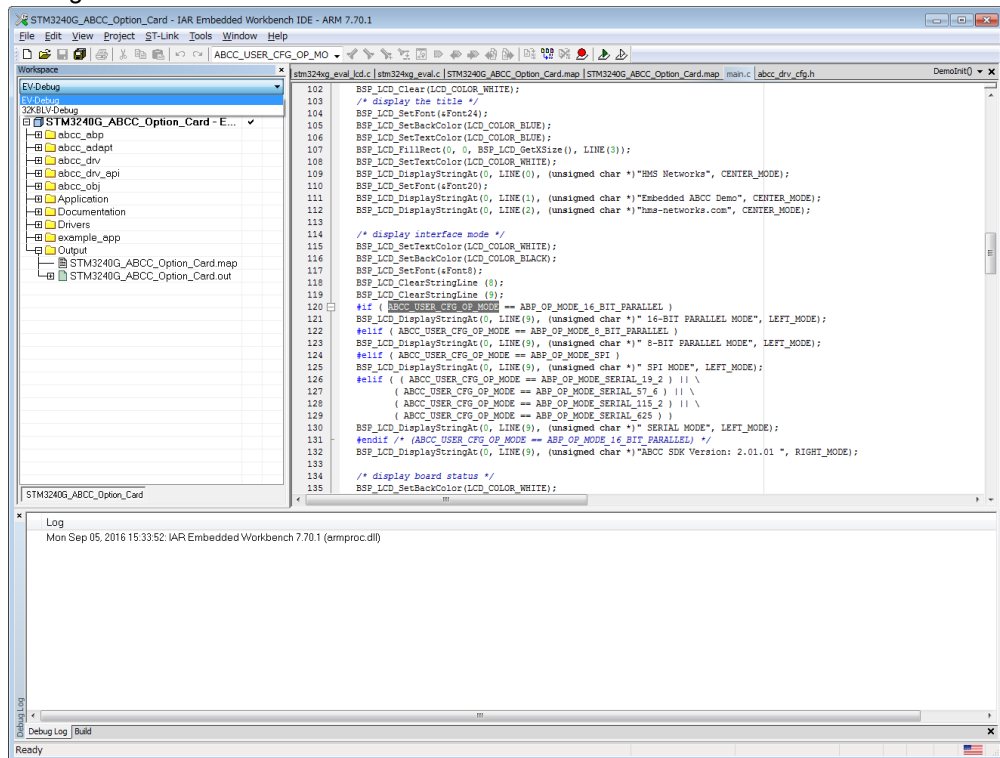 STM3240G_ABCC_Option_Card - IAR Embedded Workbench IDE - ARM 7.70.1
File Edit View Project ST-Link Tools Window Help
ABCC_USER_CFG_OP_MO
Workspace
stm324xg_eval_lcd.c | stm324xg_eval.c | STM3240G_ABCC_Option_Card.map | STM3240G_ABCC_Option_Card.map main.c abcc_drv_cfg.h
DemoInit()
EV-Debug
EV-Debug
32KBLV-Debug
STM3240G_ABCC_Option_Card - E...
abcc_abp
abcc_adapt
abcc_drv
abcc_drv_api
abcc_obj
Application
Documentation
Drivers
example_app
Output
STM3240G_ABCC_Option_Card.map
STM3240G_ABCC_Option_Card.out
STM3240G_ABCC_Option_Card
102 BSP_LCD_Clear(LCD_COLOR_WHITE);
103 /* display the title */
104 BSP_LCD_SetFont(&Font24);
105 BSP_LCD_SetBackColor(LCD_COLOR_BLUE);
106 BSP_LCD_SetTextColor(LCD_COLOR_BLUE);
107 BSP_LCD_FillRect(0, 0, BSP_LCD_GetXSize(), LINE(3));
108 BSP_LCD_SetTextColor(LCD_COLOR_WHITE);
109 BSP_LCD_DisplayStringAt(0, LINE(0), (unsigned char *)"HMS Networks", CENTER_MODE);
110 BSP_LCD_SetFont(&Font20);
111 BSP_LCD_DisplayStringAt(0, LINE(1), (unsigned char *)"Embedded ABCC Demo", CENTER_MODE);
112 BSP_LCD_DisplayStringAt(0, LINE(2), (unsigned char *)"hms-networks.com", CENTER_MODE);
113
114 /* display interface mode */
115 BSP_LCD_SetTextColor(LCD_COLOR_WHITE);
116 BSP_LCD_SetBackColor(LCD_COLOR_BLACK);
117 BSP_LCD_SetFont(&Font8);
118 BSP_LCD_ClearStringLine (8);
119 BSP_LCD_ClearStringLine (9);
120 #if ( ABCC_USER_CFG_OP_MODE == ABP_OP_MODE_16_BIT_PARALLEL )
121 BSP_LCD_DisplayStringAt(0, LINE(9), (unsigned char *)" 16-BIT PARALLEL MODE", LEFT_MODE);
122 #elif ( ABCC_USER_CFG_OP_MODE == ABP_OP_MODE_8_BIT_PARALLEL )
123 BSP_LCD_DisplayStringAt(0, LINE(9), (unsigned char *)" 8-BIT PARALLEL MODE", LEFT_MODE);
124 #elif ( ABCC_USER_CFG_OP_MODE == ABP_OP_MODE_SPI )
125 BSP_LCD_DisplayStringAt(0, LINE(9), (unsigned char *)" SPI MODE", LEFT_MODE);
126 #elif ( ( ABCC_USER_CFG_OP_MODE == ABP_OP_MODE_SERIAL_19_2 ) || \
127 ( ABCC_USER_CFG_OP_MODE == ABP_OP_MODE_SERIAL_57_6 ) || \
128 ( ABCC_USER_CFG_OP_MODE == ABP_OP_MODE_SERIAL_115_2 ) || \
129 ( ABCC_USER_CFG_OP_MODE == ABP_OP_MODE_SERIAL_625 ) )
130 BSP_LCD_DisplayStringAt(0, LINE(9), (unsigned char *)" SERIAL MODE", LEFT_MODE);
131 #endif /* (ABCC_USER_CFG_OP_MODE == ABP_OP_MODE_16_BIT_PARALLEL) */
132 BSP_LCD_DisplayStringAt(0, LINE(9), (unsigned char *)"ABCC SDK Version: 2.01.01 ", RIGHT_MODE);
133
134 /* display board status */
135 BSP_LCD_SetBackColor(LCD_COLOR_WHITE);
Log
Mon Sep 05, 2016 15:33:52: IAR Embedded Workbench 7.70.1 (armproc.dll)
Debug Log
Debug Log Build
Ready